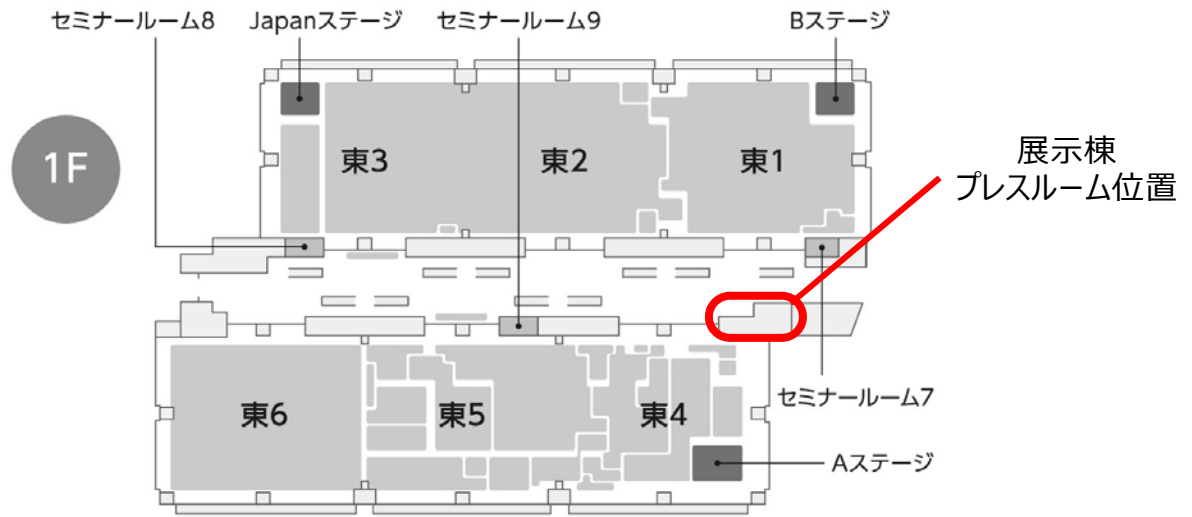 セミナールーム8
Japanステージ
セミナールーム9
Bステージ
1F
東3
東2
東1
展示棟
プレスルーム位置
東6
東5
東4
セミナールーム7
Aステージ